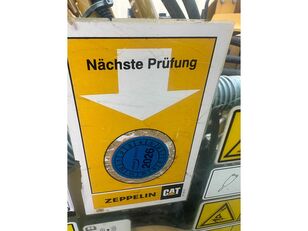 Nächste Prüfung
2026
ZEPPELIN CAT